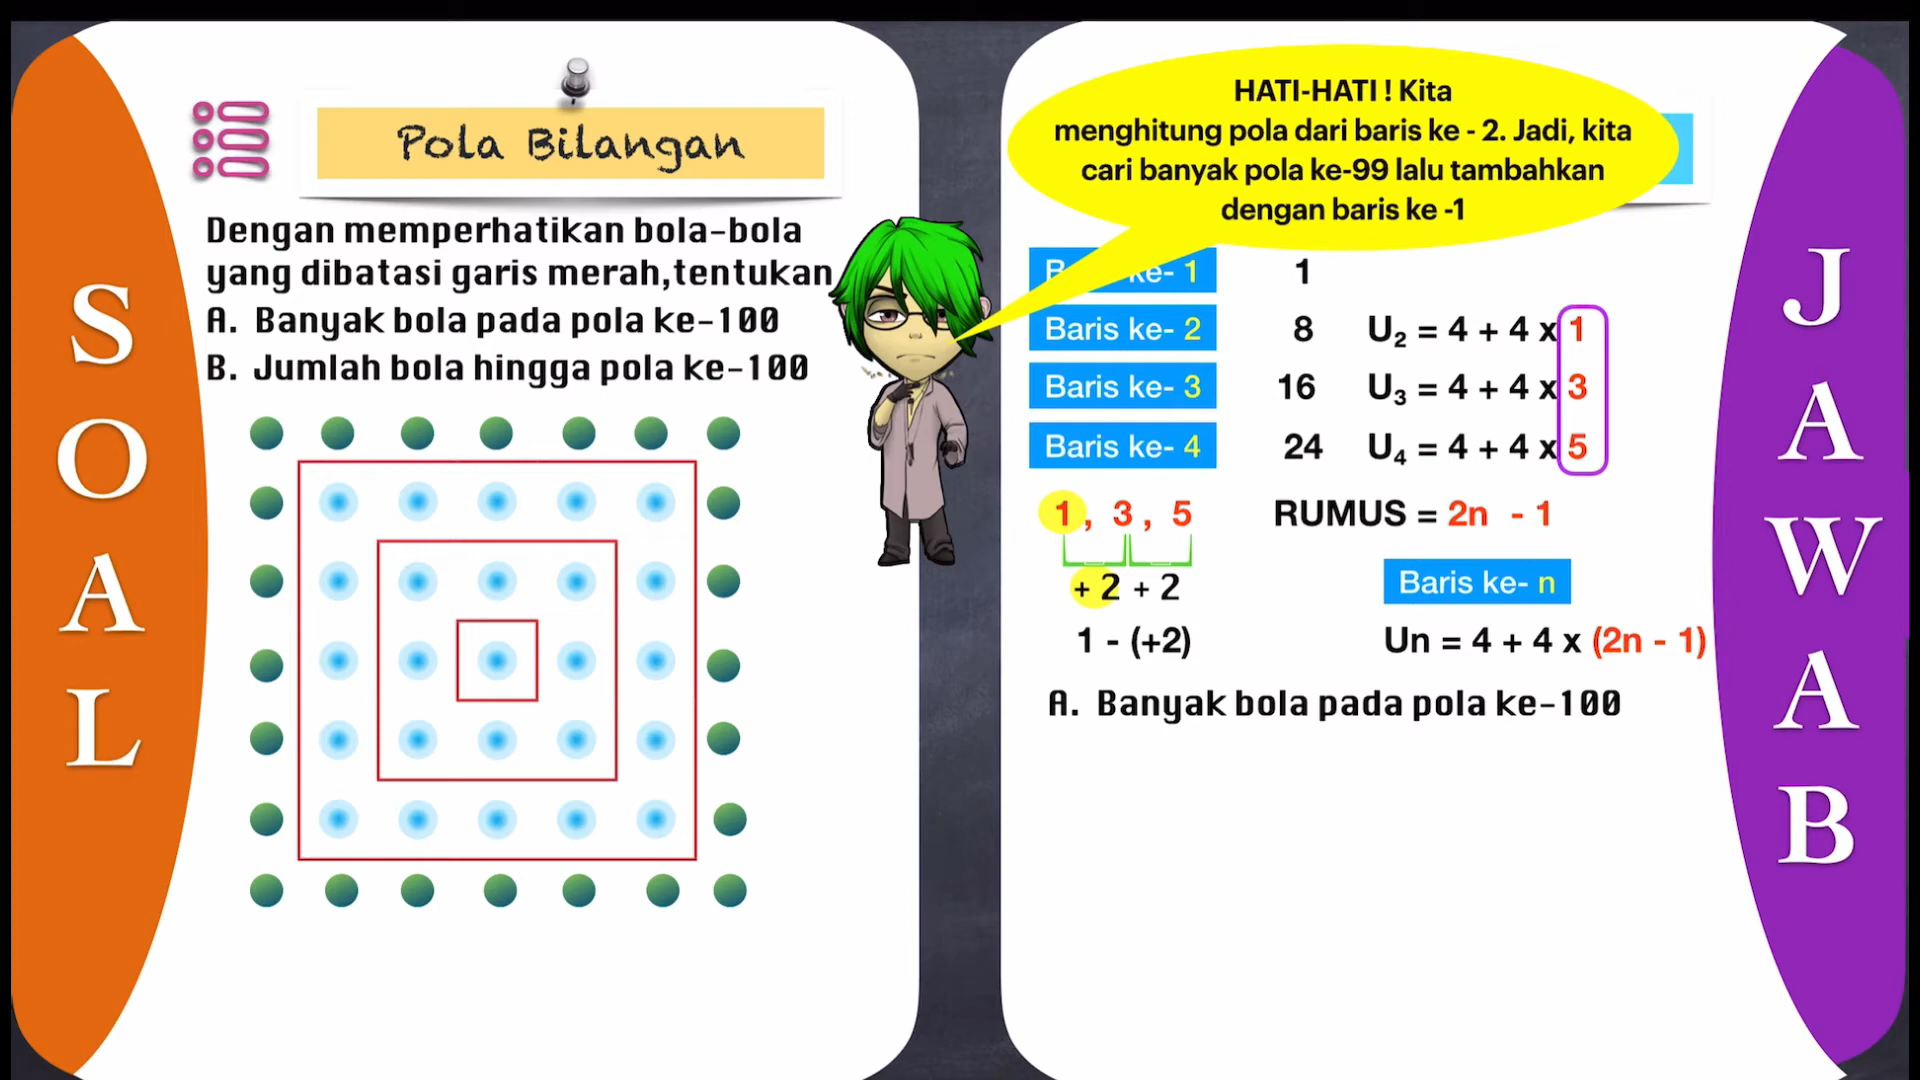 SOAL
Pola Bilangan
Dengan memperhatikan bola-bola
yang dibatasi garis merah,tentukan
A. Banyak bola pada pola ke-100
B. Jumlah bola hingga pola ke-100
HATI-HATI ! Kita
menghitung pola dari baris ke - 2. Jadi, kita
cari banyak pola ke-99 lalu tambahkan
dengan baris ke -1
ke- 1 1
Baris ke- 2 8 U₂ = 4 + 4 x 1
Baris ke- 3 16 U₃ = 4 + 4 x 3
Baris ke- 4 24 U₄ = 4 + 4 x 5
1 , 3 , 5 RUMUS = 2n - 1
+ 2 + 2 Baris ke- n
1 - (+2) Un = 4 + 4 x (2n - 1)
A. Banyak bola pada pola ke-100
JAWAB